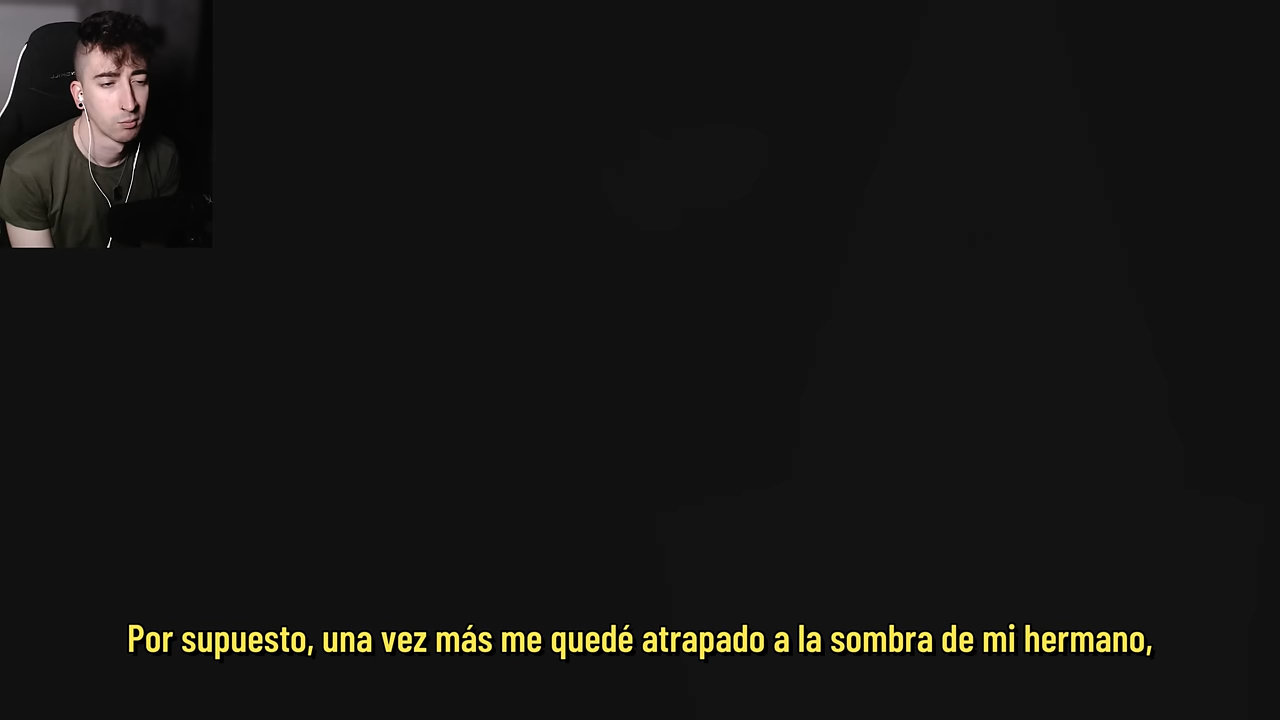 Por supuesto, una vez más me quedé atrapado a la sombra de mi hermano,